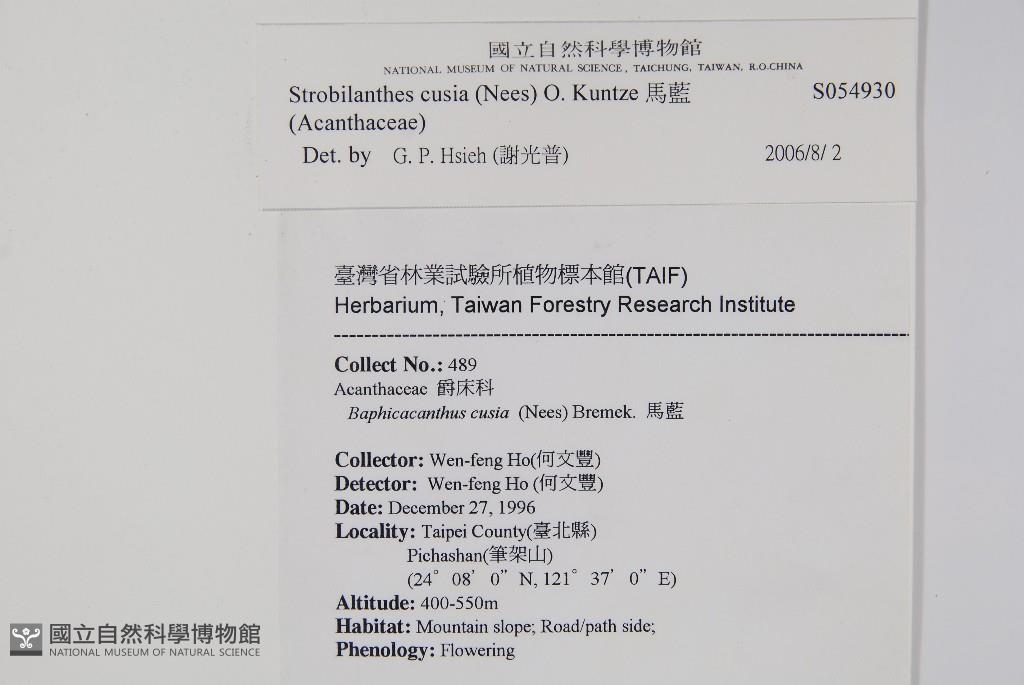 國立自然科學博物館
NATIONAL MUSEUM OF NATURAL SCIENCE, TAICHUNG, TAIWAN, R.O.CHINA
Strobilanthes cusia (Nees) O. Kuntze 馬藍 S054930
(Acanthaceae)
Det. by G. P. Hsieh (謝光普) 2006/8/ 2
臺灣省林業試驗所植物標本館(TAIF)
Herbarium, Taiwan Forestry Research Institute
Collect No.: 489
Acanthaceae 爵床科
Baphicacanthus cusia (Nees) Bremek. 馬藍
Collector: Wen-feng Ho(何文豐)
Detector: Wen-feng Ho (何文豐)
Date: December 27, 1996
Locality: Taipei County(臺北縣)
Pichashan(筆架山)
(24° 08’ 0” N, 121° 37’ 0” E)
Altitude: 400-550m
Habitat: Mountain slope; Road/path side;
Phenology: Flowering
國立自然科學博物館
NATIONAL MUSEUM OF NATURAL SCIENCE